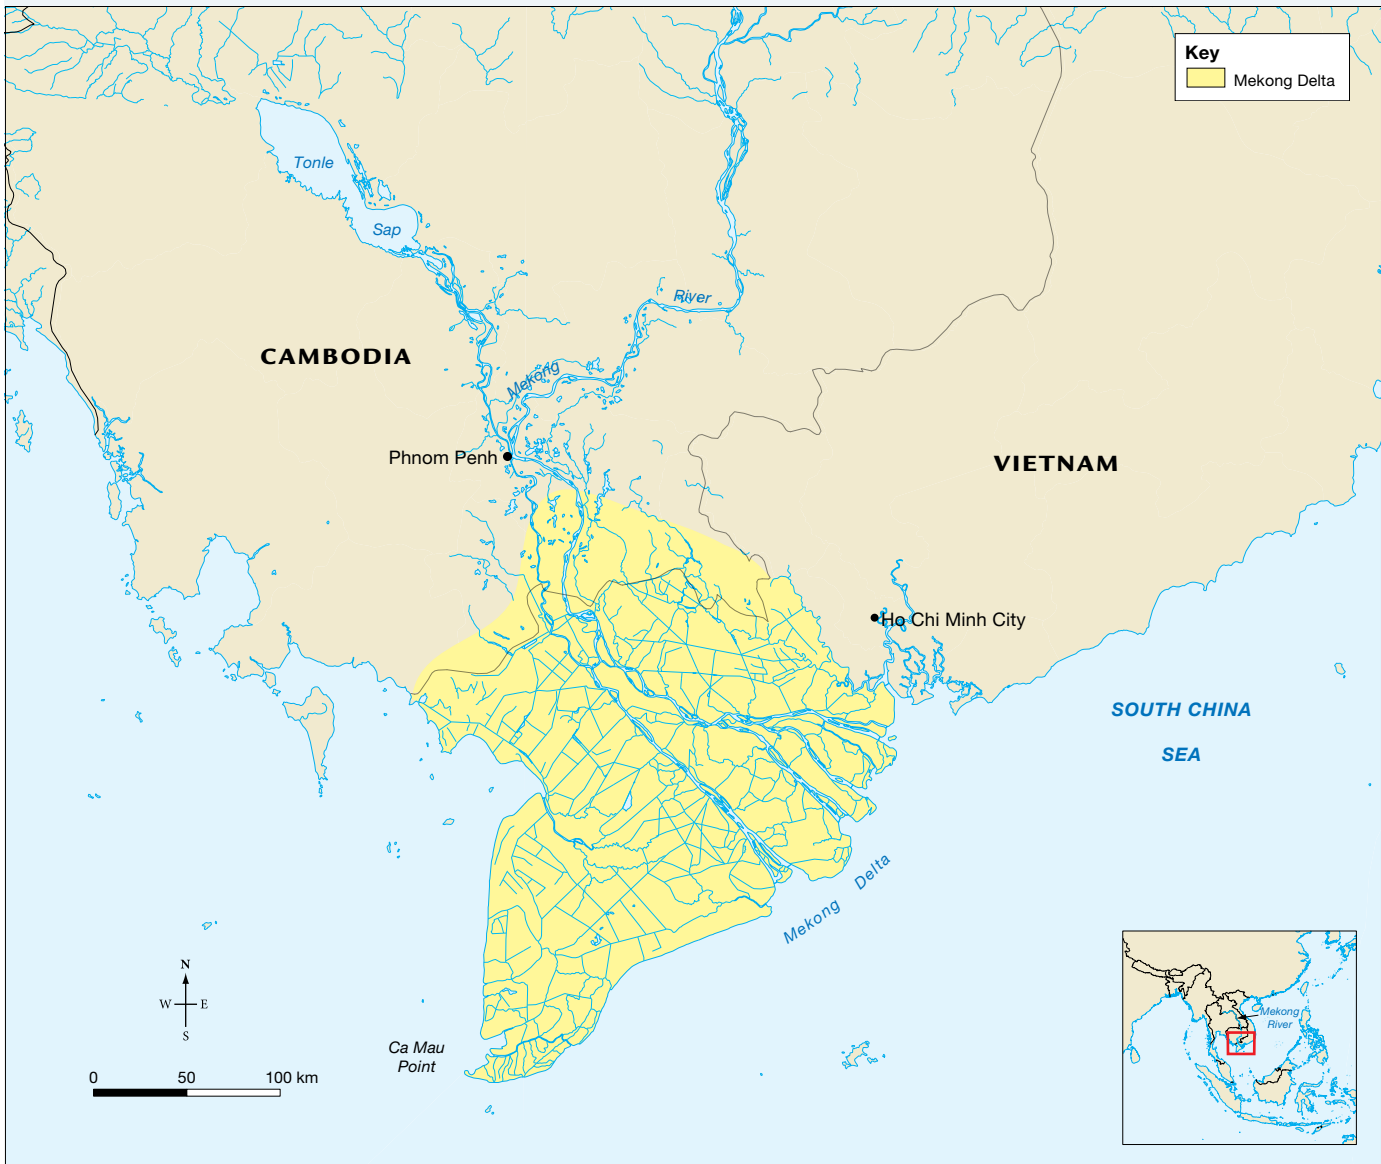 Key
Mekong Delta
Tonle
Sap
River
Mekong
CAMBODIA
Phnom Penh
VIETNAM
Ho Chi Minh City
SOUTH CHINA
SEA
Mekong Delta
N
W E
S
Ca Mau
Point
0 50 100 km
Mekong
River